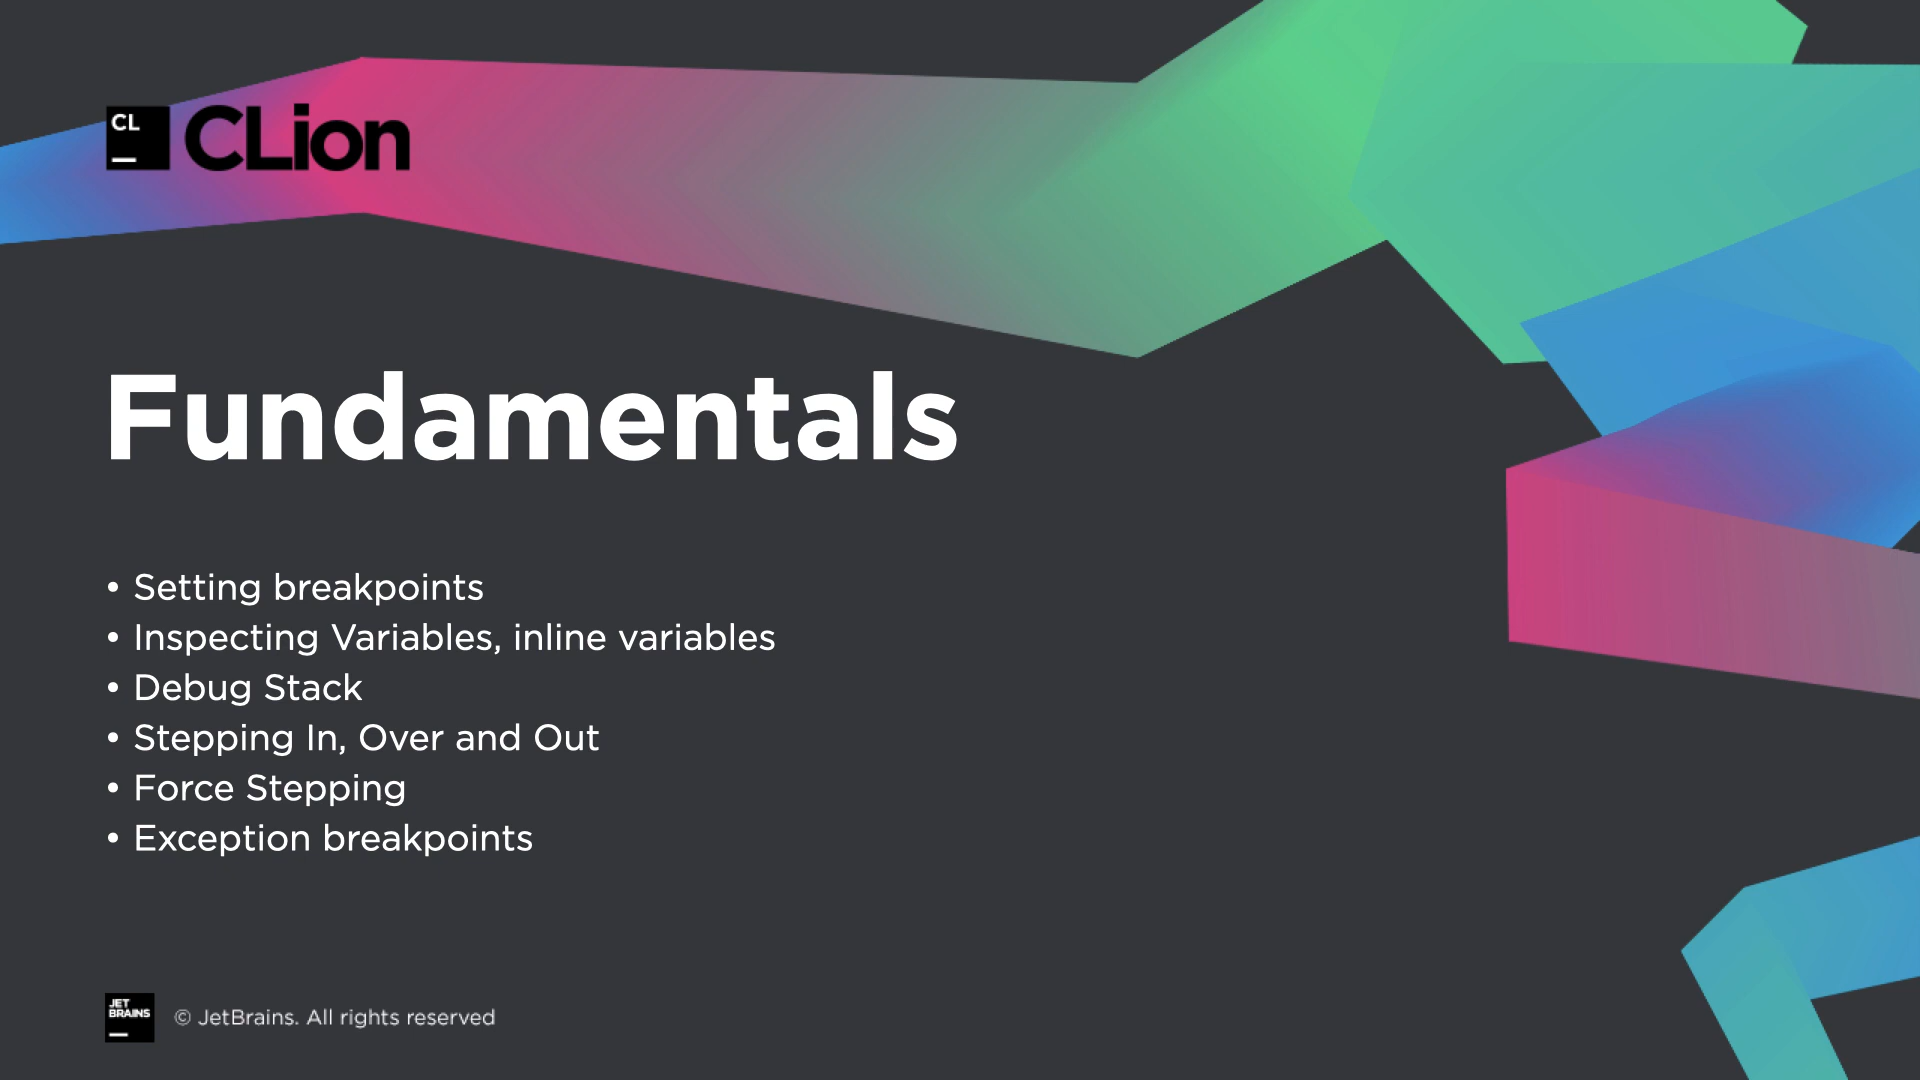 CL
CLion
Fundamentals
• Setting breakpoints
• Inspecting Variables, inline variables
• Debug Stack
• Stepping In, Over and Out
• Force Stepping
• Exception breakpoints
JET
BRAINS
© JetBrains. All rights reserved